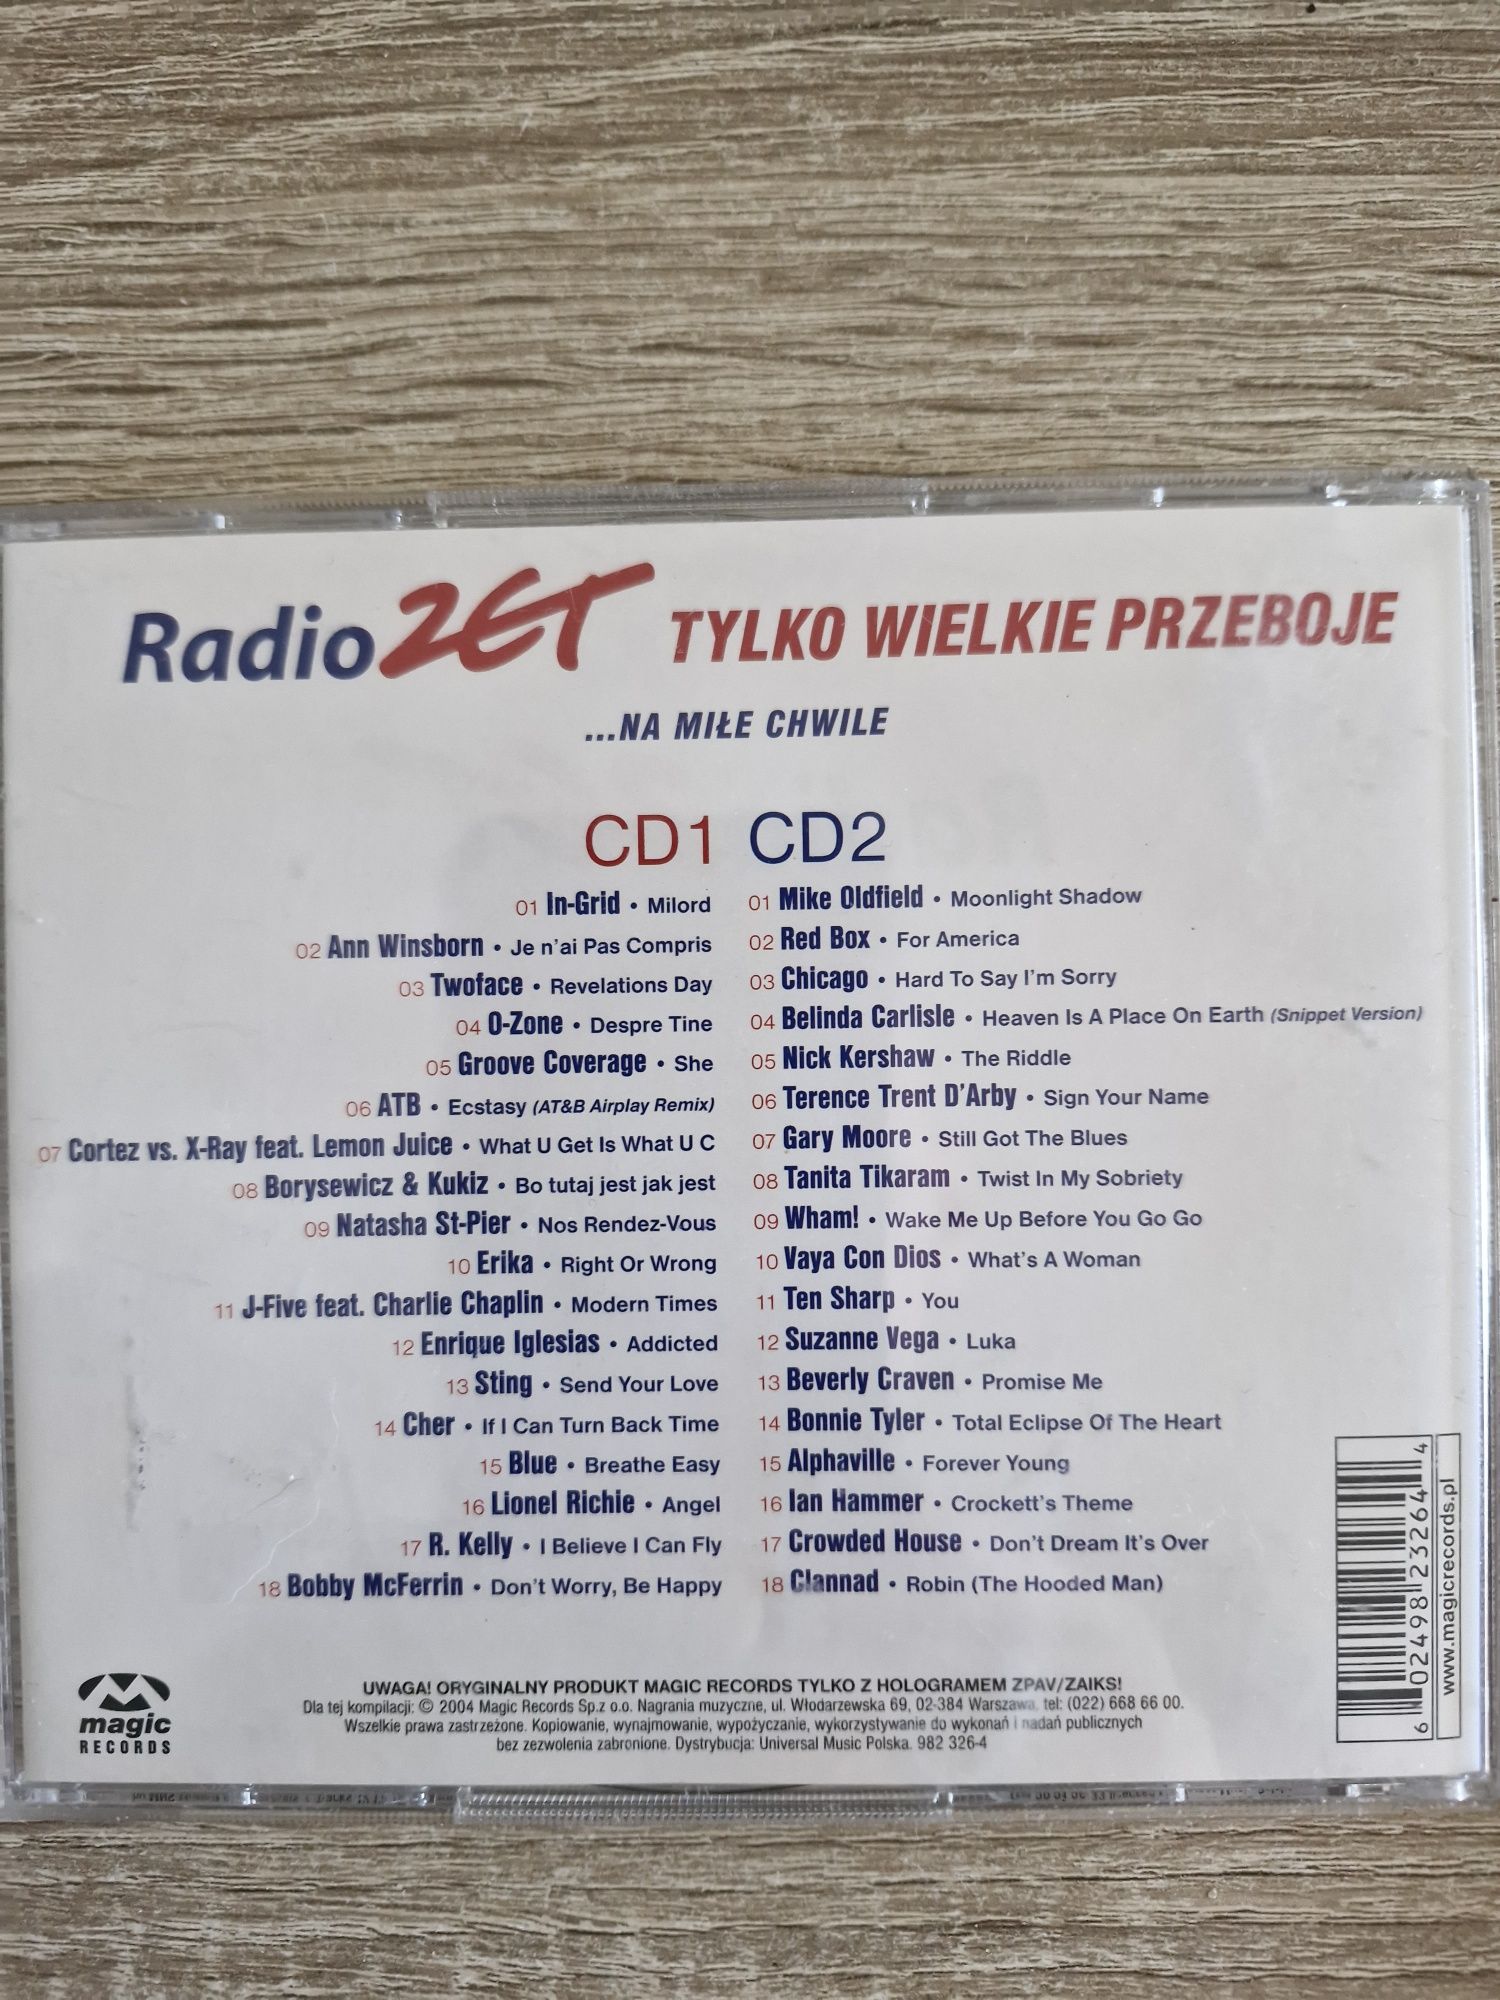 Radio ZET TYLKO WIELKIE PRZEBOJE
...NA MIŁE CHWILE
CD1
01 In-Grid • Milord
02 Ann Winsborn • Je n'ai Pas Compris
03 Twoface • Revelations Day
04 O-Zone • Despre Tine
05 Groove Coverage • She
06 ATB • Ecstasy (AT&B Airplay Remix)
07 Cortez vs. X-Ray feat. Lemon Juice • What U Get Is What U C
08 Borysewicz & Kukiz • Bo tutaj jest jak jest
09 Natasha St-Pier • Nos Rendez-Vous
10 Erika • Right Or Wrong
11 J-Five feat. Charlie Chaplin • Modern Times
12 Enrique Iglesias • Addicted
13 Sting • Send Your Love
14 Cher • If I Can Turn Back Time
15 Blue • Breathe Easy
16 Lionel Richie • Angel
17 R. Kelly • I Believe I Can Fly
18 Bobby McFerrin • Don't Worry, Be Happy
CD2
01 Mike Oldfield • Moonlight Shadow
02 Red Box • For America
03 Chicago • Hard To Say I'm Sorry
04 Belinda Carlisle • Heaven Is A Place On Earth (Snippet Version)
05 Nick Kershaw • The Riddle
06 Terence Trent D'Arby • Sign Your Name
07 Gary Moore • Still Got The Blues
08 Tanita Tikaram • Twist In My Sobriety
09 Wham! • Wake Me Up Before You Go Go
10 Vaya Con Dios • What's A Woman
11 Ten Sharp • You
12 Suzanne Vega • Luka
13 Beverly Craven • Promise Me
14 Bonnie Tyler • Total Eclipse Of The Heart
15 Alphaville • Forever Young
16 Ian Hammer • Crockett's Theme
17 Crowded House • Don't Dream It's Over
18 Clannad • Robin (The Hooded Man)
6 02498 23264 4
www.magicrecords.pl
magic
RECORDS
UWAGA! ORYGINALNY PRODUKT MAGIC RECORDS TYLKO Z HOLOGRAMEM ZPAV/ZAIKS!
Dla tej kompilacji: © 2004 Magic Records Sp.z o.o. Nagrania muzyczne, ul. Włodarzewska 69, 02-384 Warszawa, tel: (022) 668 66 00.
Wszelkie prawa zastrzeżone. Kopiowanie, wynajmowanie, wypożyczanie, wykorzystywanie do wykonań i nadań publicznych
bez zezwolenia zabronione. Dystrybucja: Universal Music Polska. 982 326-4